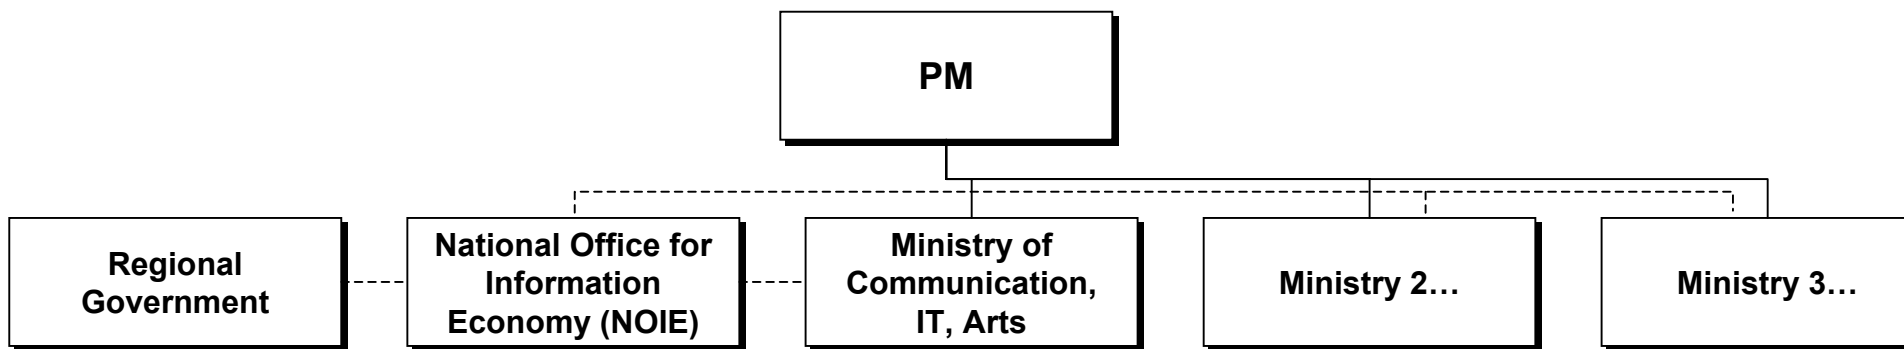 PM
Regional
Government
National Office for
Information
Economy (NOIE)
Ministry of
Communication,
IT, Arts
Ministry 2…
Ministry 3…